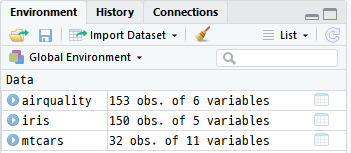 Environment History Connections
Import Dataset List
Global Environment
Data
airquality 153 obs. of 6 variables
iris 150 obs. of 5 variables
mtcars 32 obs. of 11 variables